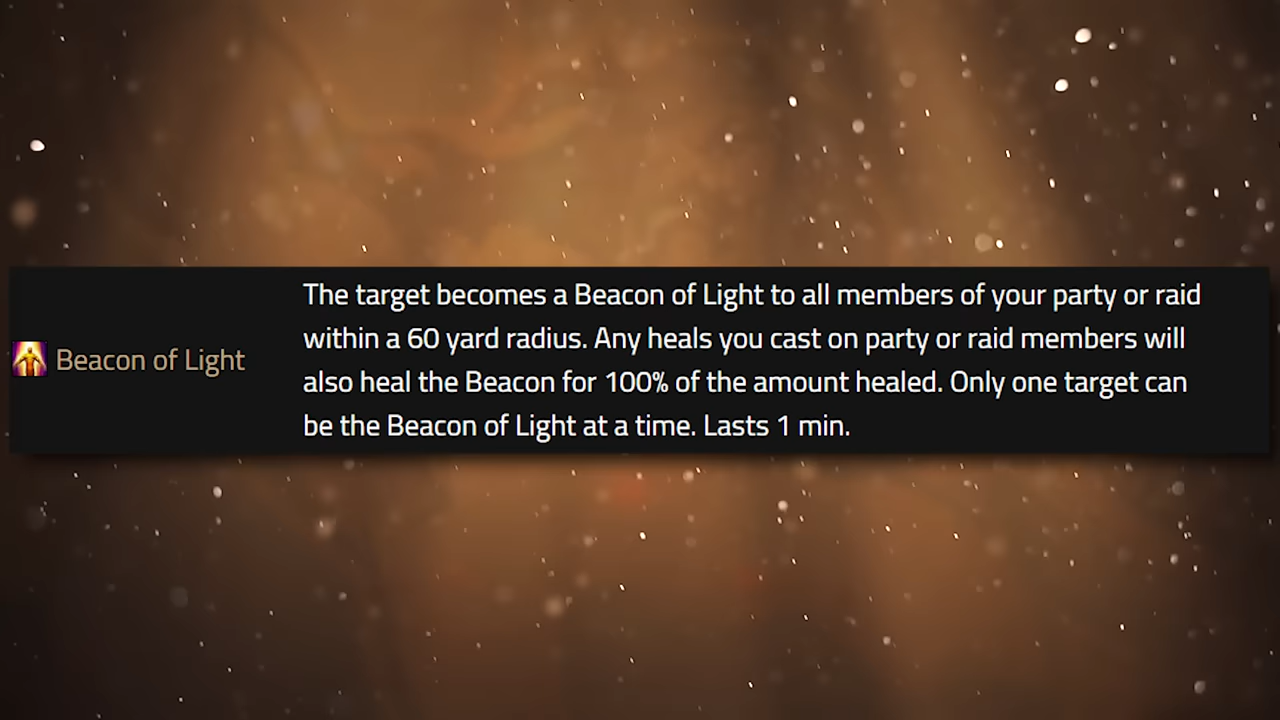 Beacon of Light
The target becomes a Beacon of Light to all members of your party or raid
within a 60 yard radius. Any heals you cast on party or raid members will
also heal the Beacon for 100% of the amount healed. Only one target can
be the Beacon of Light at a time. Lasts 1 min.